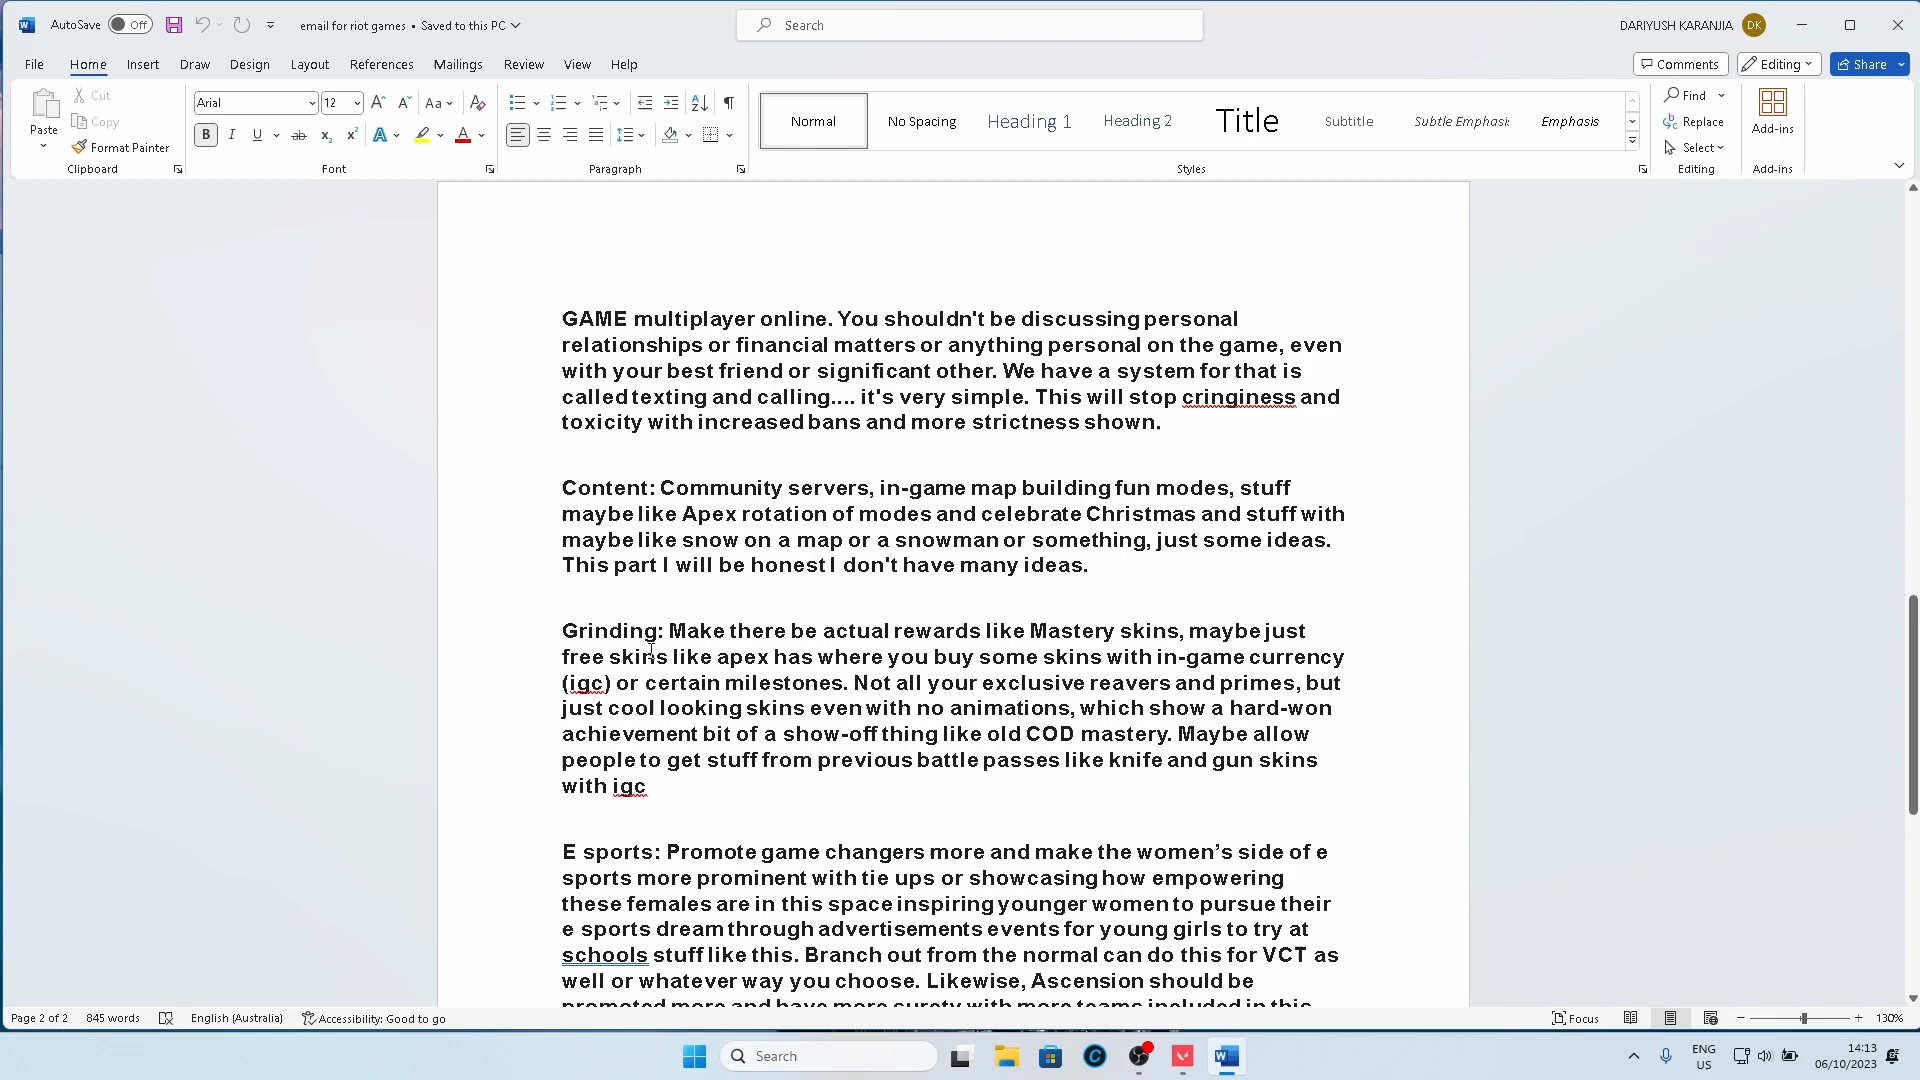 AutoSave Off email for riot games • Saved to this PC Search DARIYUSH KARANJIA DK
File Home Insert Draw Design Layout References Mailings Review View Help Comments Editing Share
Paste Cut Copy Format Painter Clipboard
Arial 12 Aa Font
Paragraph
Normal No Spacing Heading 1 Heading 2 Title Subtitle Subtle Emphasi: Emphasis Styles
Find Replace Select Editing
Add-ins Add-ins
GAME multiplayer online. You shouldn't be discussing personal
relationships or financial matters or anything personal on the game, even
with your best friend or significant other. We have a system for that is
called texting and calling.... it's very simple. This will stop cringiness and
toxicity with increased bans and more strictness shown.
Content: Community servers, in-game map building fun modes, stuff
maybe like Apex rotation of modes and celebrate Christmas and stuff with
maybe like snow on a map or a snowman or something, just some ideas.
This part I will be honest I don't have many ideas.
Grinding: Make there be actual rewards like Mastery skins, maybe just
free skins like apex has where you buy some skins with in-game currency
(igc) or certain milestones. Not all your exclusive reavers and primes, but
just cool looking skins even with no animations, which show a hard-won
achievement bit of a show-off thing like old COD mastery. Maybe allow
people to get stuff from previous battle passes like knife and gun skins
with igc
E sports: Promote game changers more and make the women’s side of e
sports more prominent with tie ups or showcasing how empowering
these females are in this space inspiring younger women to pursue their
e sports dream through advertisements events for young girls to try at
schools stuff like this. Branch out from the normal can do this for VCT as
well or whatever way you choose. Likewise, Ascension should be
promoted more and have more surety with more teams included in this
Page 2 of 2 845 words English (Australia) Accessibility: Good to go Focus 130%
Search ENG US 14:13 06/10/2023